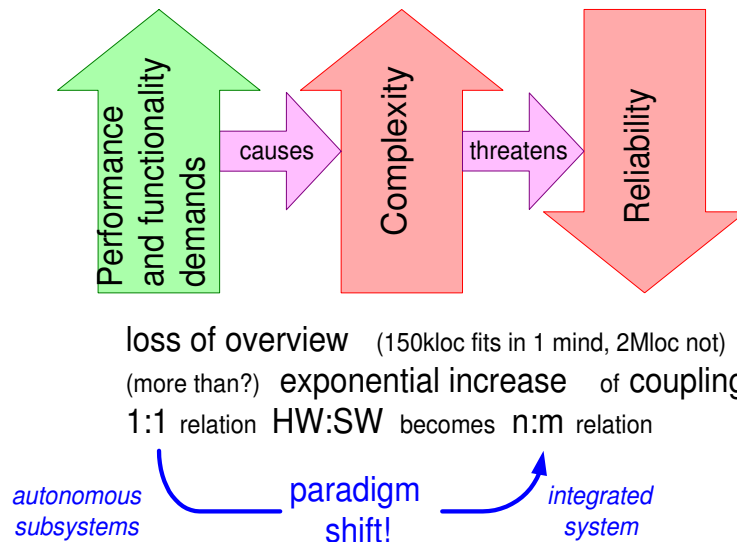 Performance
and functionality
demands
causes
Complexity
threatens
Reliability
loss of overview (150kloc fits in 1 mind, 2Mloc not)
(more than?) exponential increase of coupling
1:1 relation HW:SW becomes n:m relation
autonomous
subsystems
paradigm
shift!
integrated
system